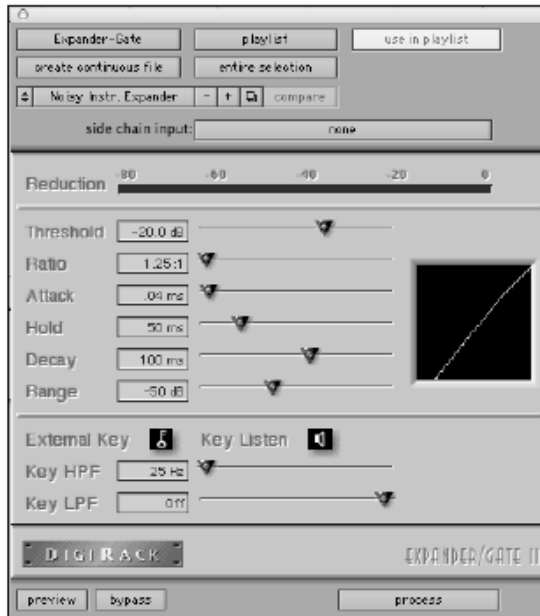 Expander-Gate playlist use in playlist
create continuous file entire selection
Noisy Instr. Expander - + compare
side chain input: none
-80 -60 -40 -20 0
Reduction
Threshold -20.0 dB
Ratio 1.25:1
Attack .04 ms
Hold 50 ms
Decay 100 ms
Range -50 dB
External Key Key Listen
Key HPF 25 Hz
Key LPF Off
DIGIRACK EXPANDER/GATE II
preview bypass process